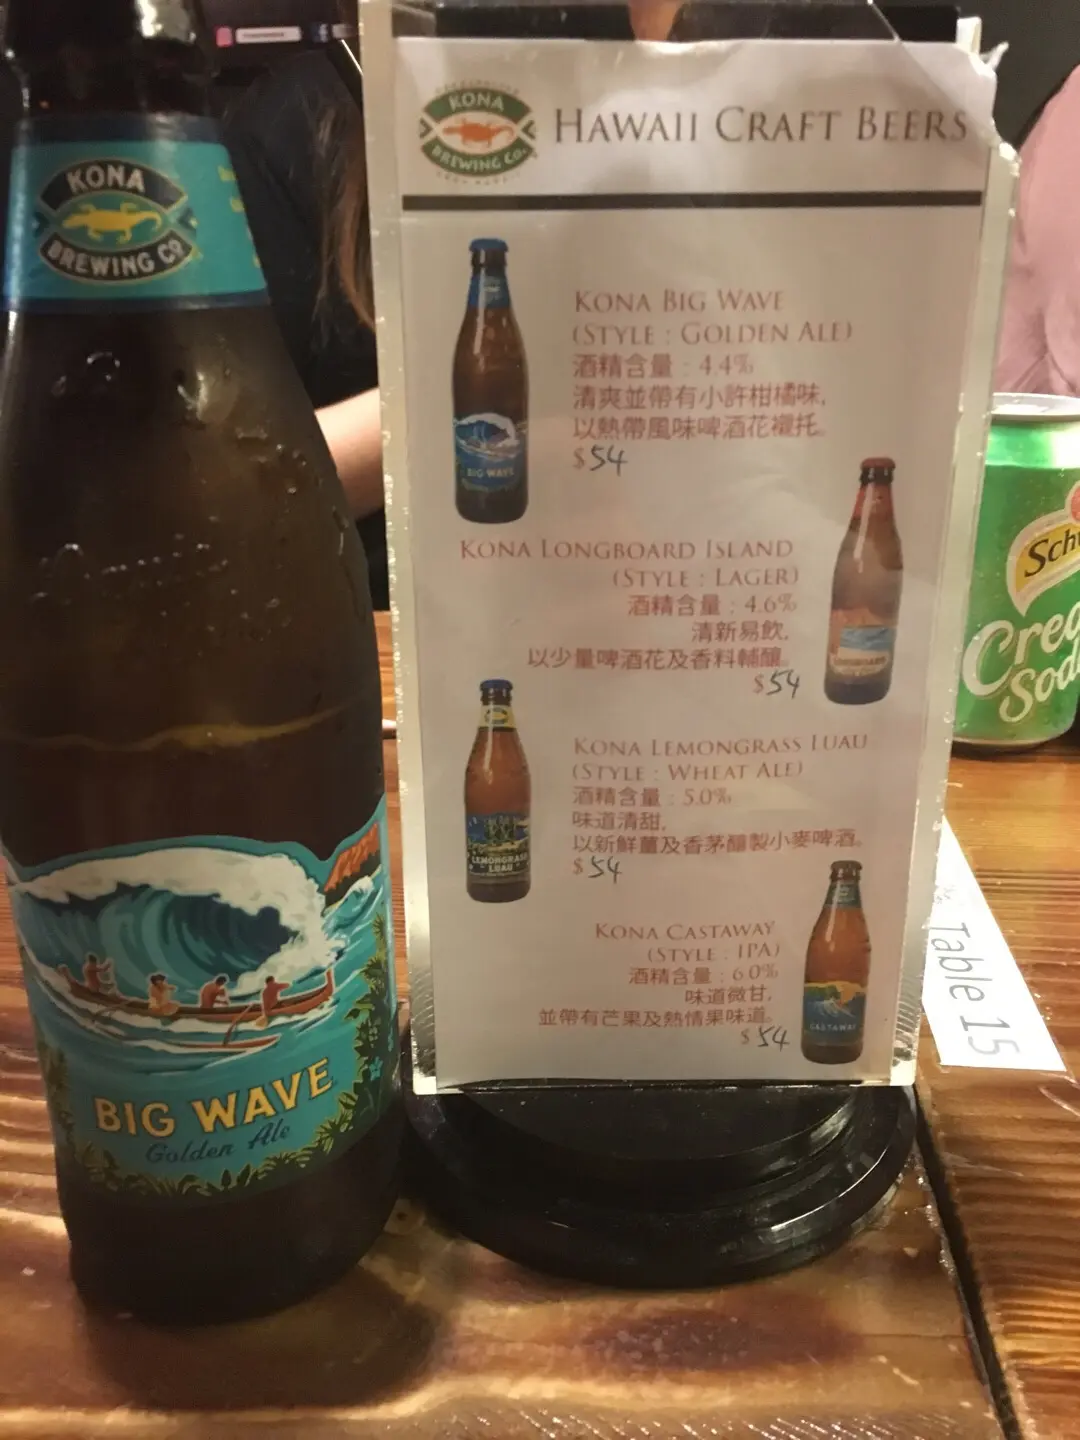 KONA
BREWING CO.
BIG WAVE
Golden Ale
KONA
BREWING CO.
HAWAII CRAFT BEERS
KONA BIG WAVE
(STYLE : GOLDEN ALE)
酒精含量 : 4.4%
清爽並帶有小許柑橘味,
以熱帶風味啤酒花襯托。
$54
BIG WAVE
KONA LONGBOARD ISLAND
(STYLE : LAGER)
酒精含量 : 4.6%
清新易飲,
以少量啤酒花及香料輔釀。
$54
LONGBOARD
KONA LEMONGRASS LUAU
(STYLE : WHEAT ALE)
酒精含量 : 5.0%
味道清甜,
以新鮮薑及香茅釀製小麥啤酒。
$54
LEMONGRASS
LUAU
KONA CASTAWAY
(STYLE : IPA)
酒精含量 : 6.0%
味道微甘,
並帶有芒果及熱情果味道。
$54
CASTAWAY
Sch
Crea
Soda
Table 15